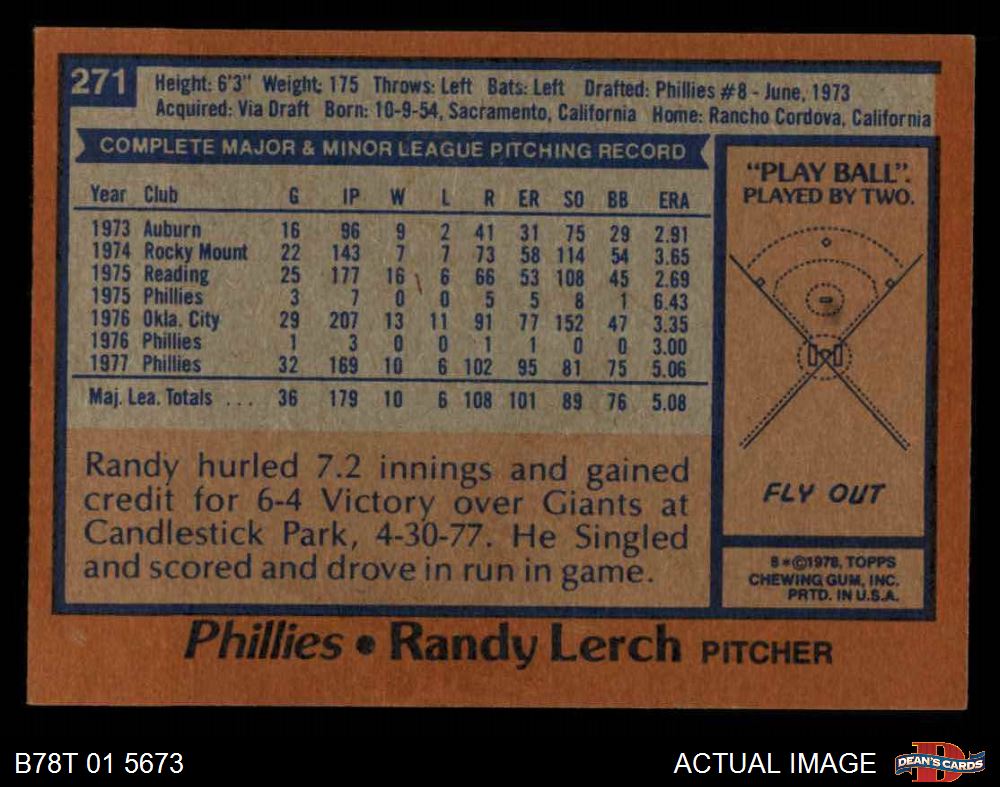 271
Height: 6'3" Weight: 175 Throws: Left Bats: Left Drafted: Phillies #8 - June, 1973
Acquired: Via Draft Born: 10-9-54, Sacramento, California Home: Rancho Cordova, California
COMPLETE MAJOR & MINOR LEAGUE PITCHING RECORD
Year Club G IP W L R ER SO BB ERA
1973 Auburn 16 96 9 2 41 31 75 29 2.91
1974 Rocky Mount 22 143 7 7 73 58 114 54 3.65
1975 Reading 25 177 16 6 66 53 108 45 2.69
1975 Phillies 3 7 0 0 5 5 8 1 6.43
1976 Okla. City 29 207 13 11 91 77 152 47 3.35
1976 Phillies 1 3 0 0 1 1 0 0 3.00
1977 Phillies 32 169 10 6 102 95 81 75 5.06
Maj. Lea. Totals ... 36 179 10 6 108 101 89 76 5.08
Randy hurled 7.2 innings and gained
credit for 6-4 Victory over Giants at
Candlestick Park, 4-30-77. He Singled
and scored and drove in run in game.
"PLAY BALL".
PLAYED BY TWO.
FLY OUT
8*©1978, TOPPS
CHEWING GUM, INC.
PRTD. IN U.S.A.
Phillies • Randy Lerch PITCHER
B78T 01 5673
ACTUAL IMAGE
D
DEAN'S CARDS